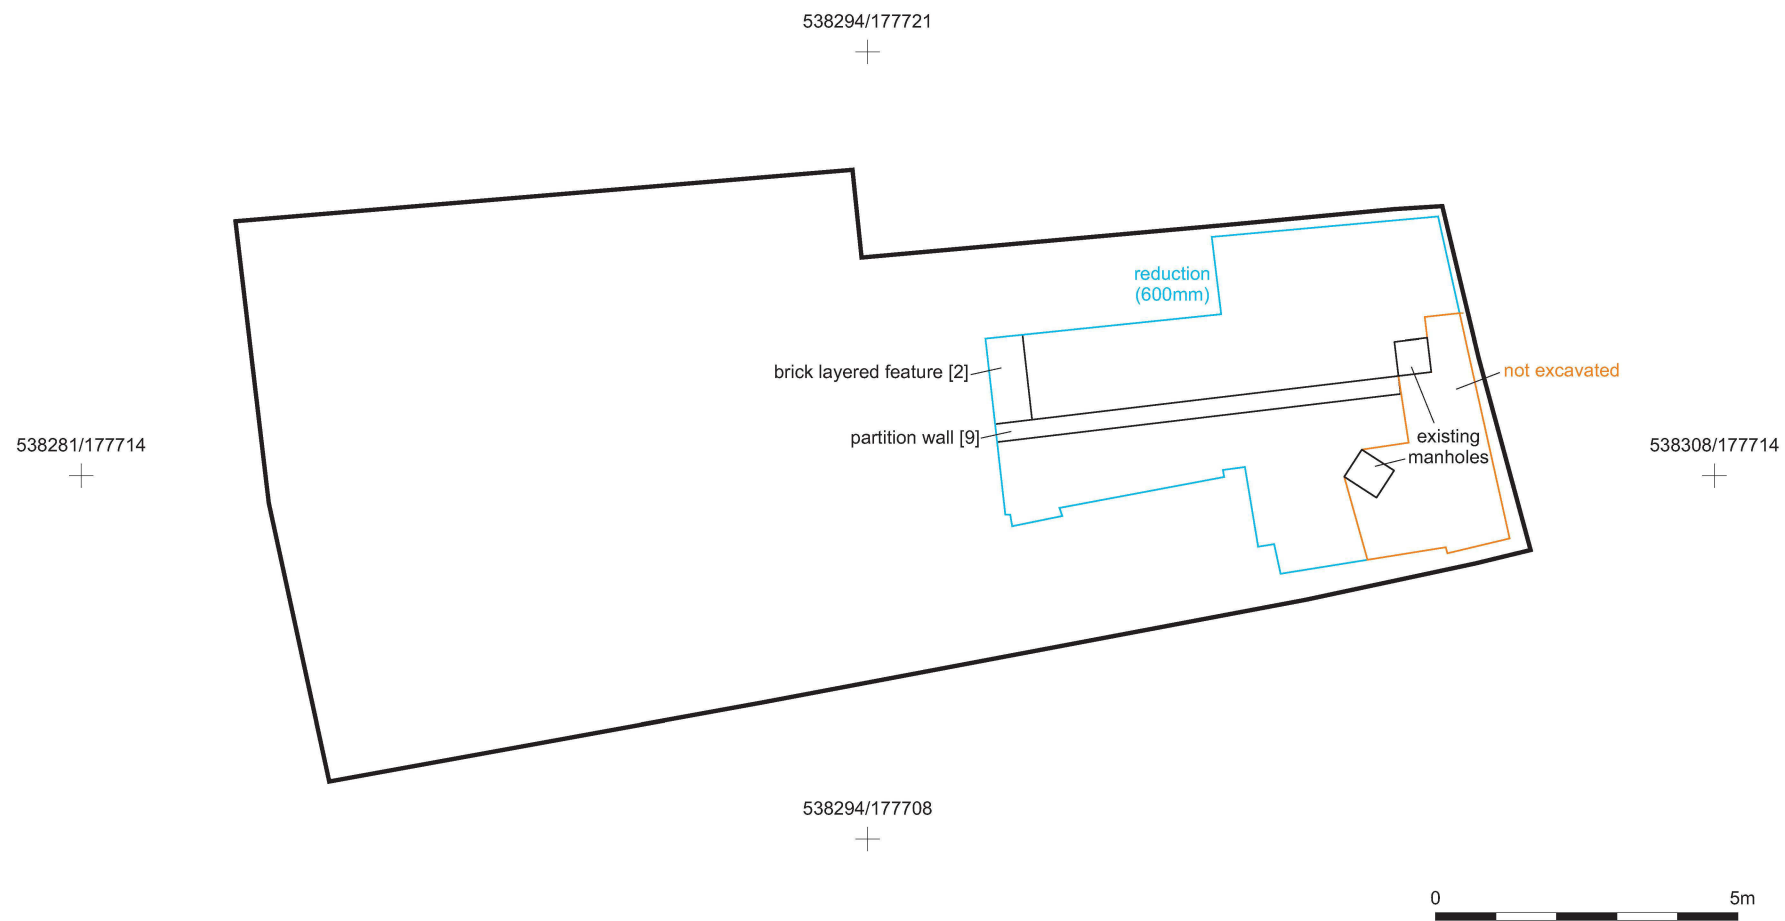 538294/177721
reduction
(600mm)
brick layered feature [2]
not excavated
partition wall [9]
existing
manholes
538281/177714
538308/177714
538294/177708
0
5m